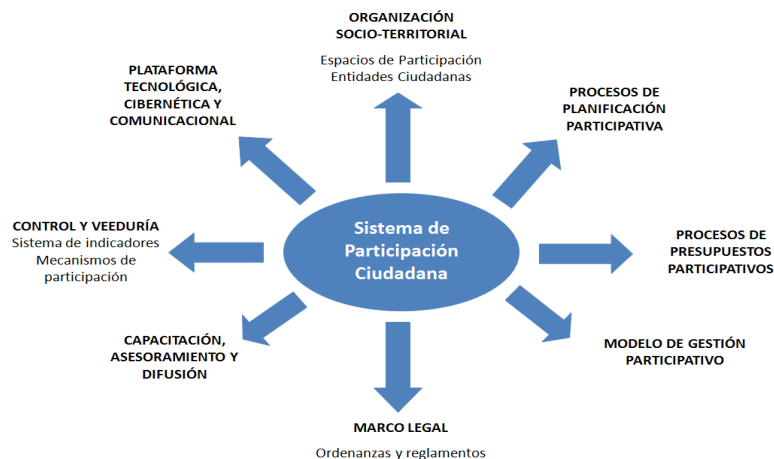 ORGANIZACIÓN
SOCIO-TERRITORIAL
Espacios de Participación
Entidades Ciudadanas
PLATAFORMA
TECNOLÓGICA,
CIBERNÉTICA Y
COMUNICACIONAL
PROCESOS DE
PLANIFICACIÓN
PARTICIPATIVA
CONTROL Y VEEDURÍA
Sistema de indicadores
Mecanismos de
participación
Sistema de
Participación
Ciudadana
PROCESOS DE
PRESUPUESTOS
PARTICIPATIVOS
CAPACITACIÓN,
ASESORAMIENTO Y
DIFUSIÓN
MODELO DE GESTIÓN
PARTICIPATIVO
MARCO LEGAL
Ordenanzas y reglamentos